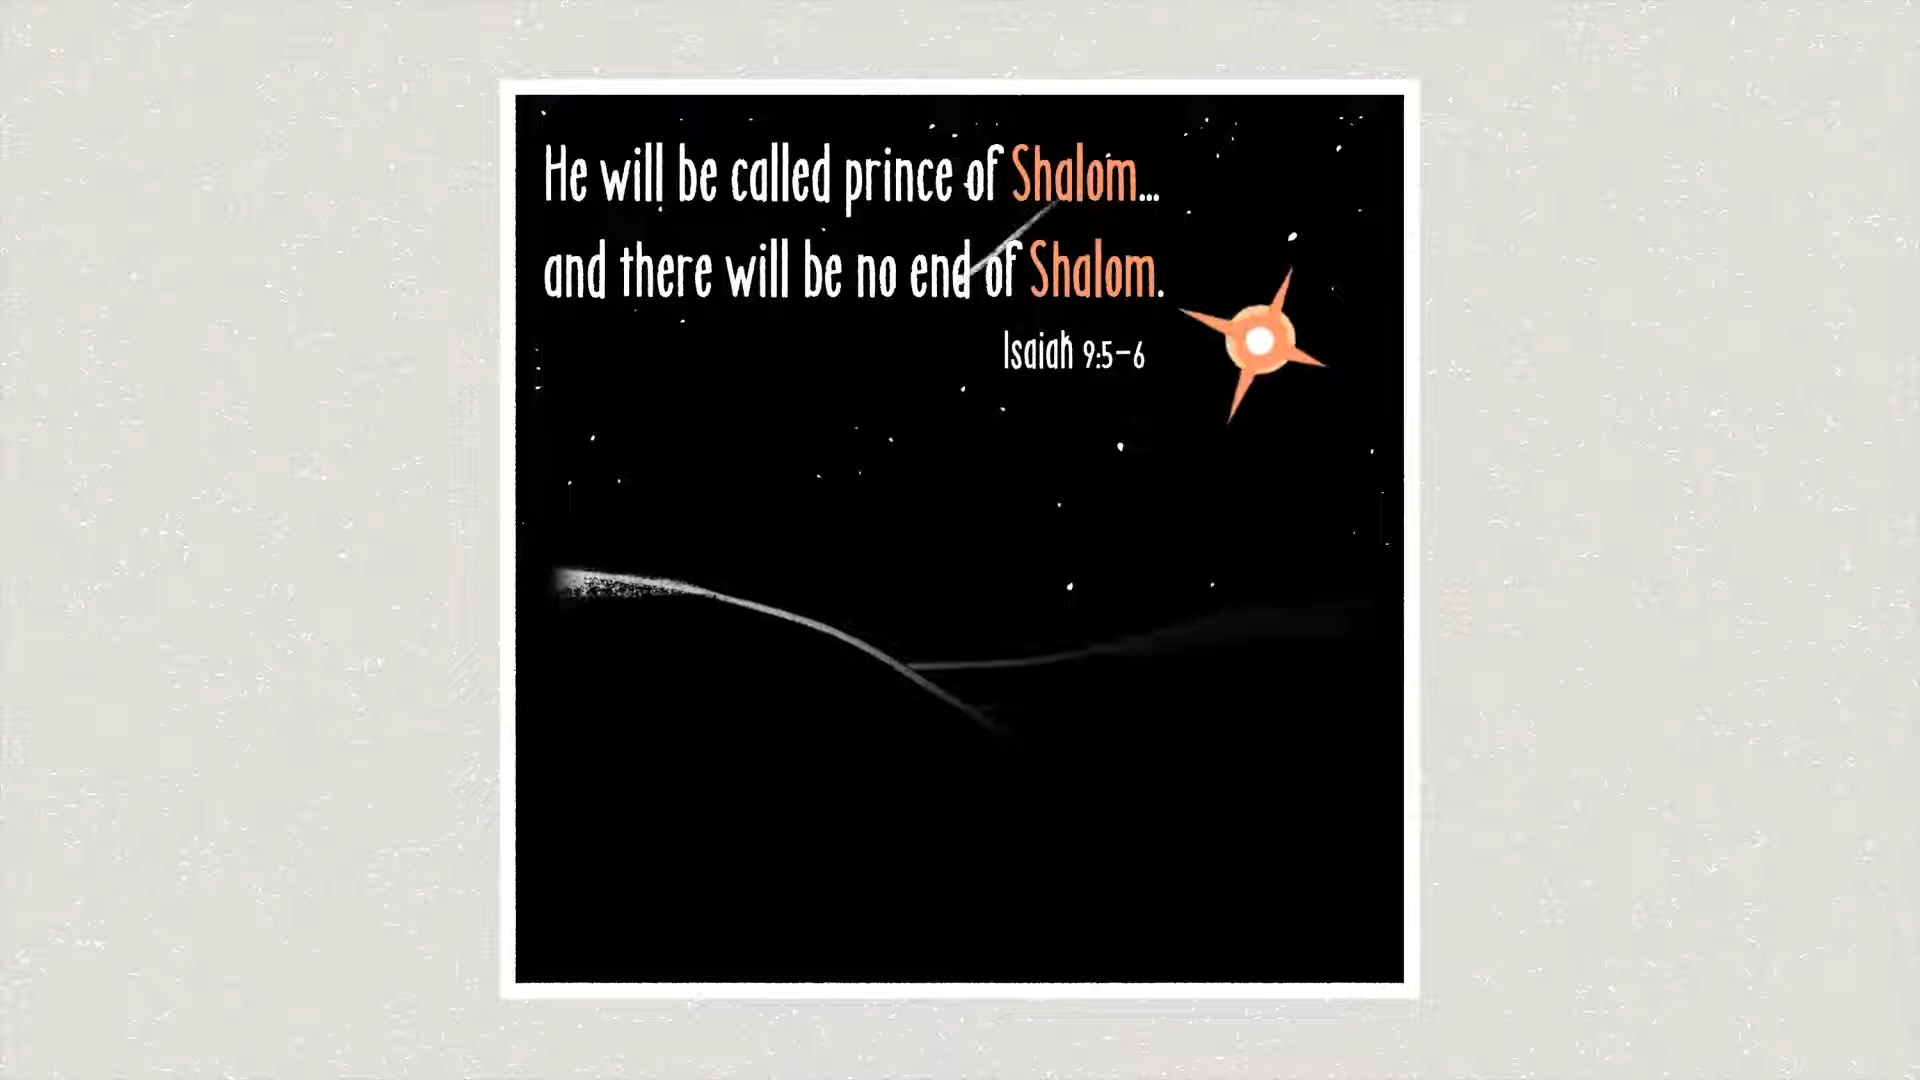 He will be called prince of Shalom...
and there will be no end of Shalom.
Isaiah 9:5–6